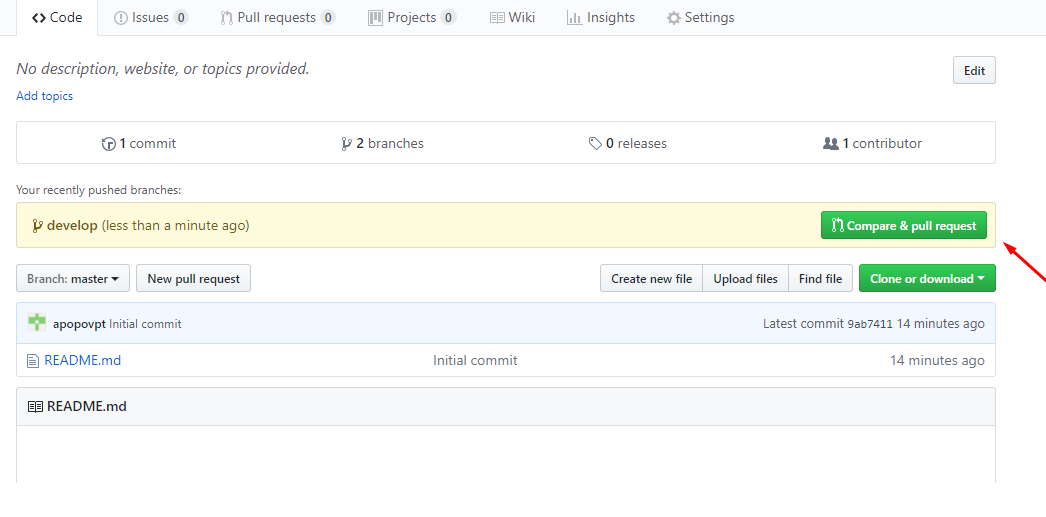 Code Issues 0 Pull requests 0 Projects 0 Wiki Insights Settings
No description, website, or topics provided. Edit
Add topics
1 commit 2 branches 0 releases 1 contributor
Your recently pushed branches:
develop (less than a minute ago) Compare & pull request
Branch: master New pull request Create new file Upload files Find file Clone or download
apopovpt Initial commit Latest commit 9ab7411 14 minutes ago
README.md Initial commit 14 minutes ago
README.md